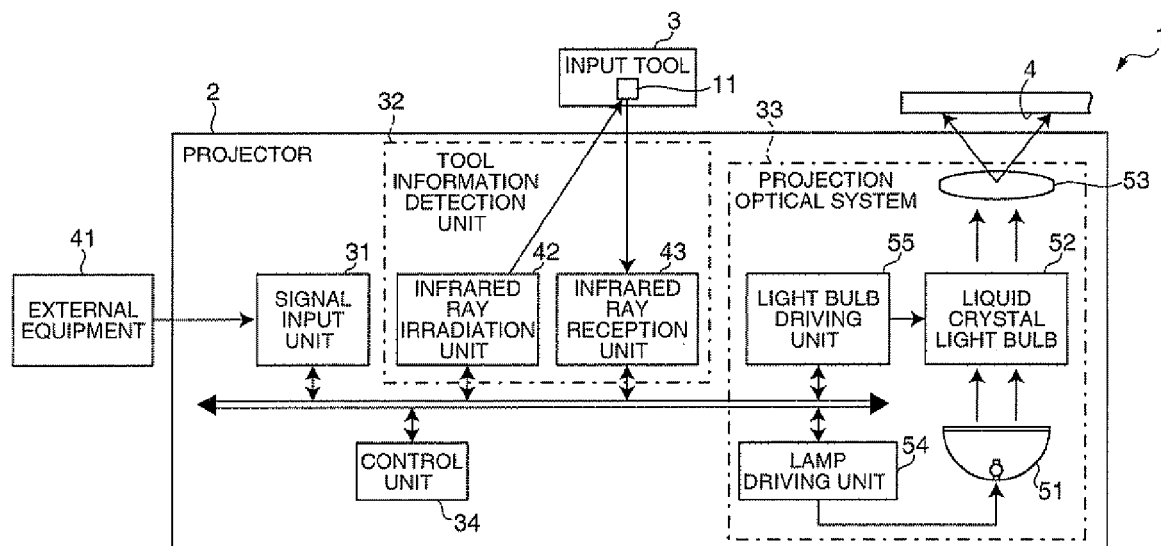 3
1
INPUT TOOL
11
4
2
32
33
PROJECTOR
TOOL
INFORMATION
DETECTION
UNIT
PROJECTION
OPTICAL SYSTEM
53
41
31
42
43
55
52
EXTERNAL
EQUIPMENT
SIGNAL
INPUT
UNIT
INFRARED
RAY
IRRADIATION
UNIT
INFRARED
RAY
RECEPTION
UNIT
LIGHT BULB
DRIVING
UNIT
LIQUID
CRYSTAL
LIGHT BULB
CONTROL
UNIT
34
LAMP
DRIVING UNIT
54
51